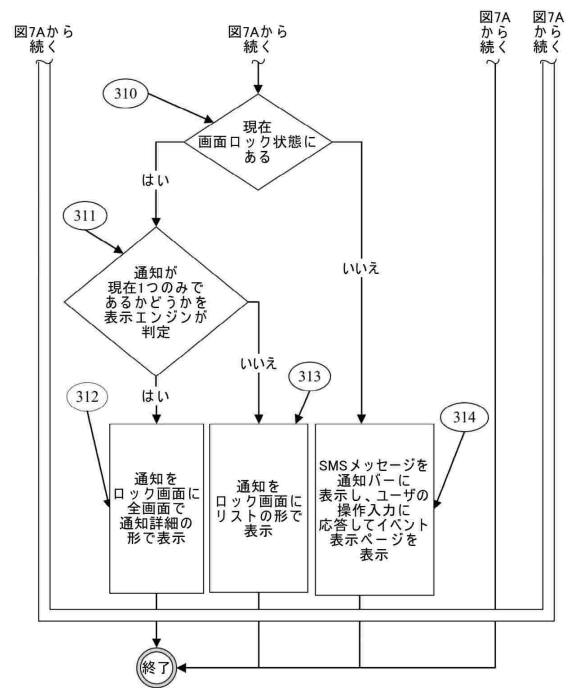 図7Aから
続く
図7Aから
続く
図7A
から
続く
図7A
から
続く
310
現在
画面ロック状態に
ある
はい
いいえ
311
通知が
現在1つのみで
あるかどうかを
表示エンジンが
判定
はい
いいえ
312
通知を
ロック画面に
全画面で
通知詳細の
形で表示
313
通知を
ロック画面に
リストの形で
表示
314
SMSメッセージを
通知バーに
表示し、ユーザの
操作入力に
応答してイベント
表示ページを
表示
終了